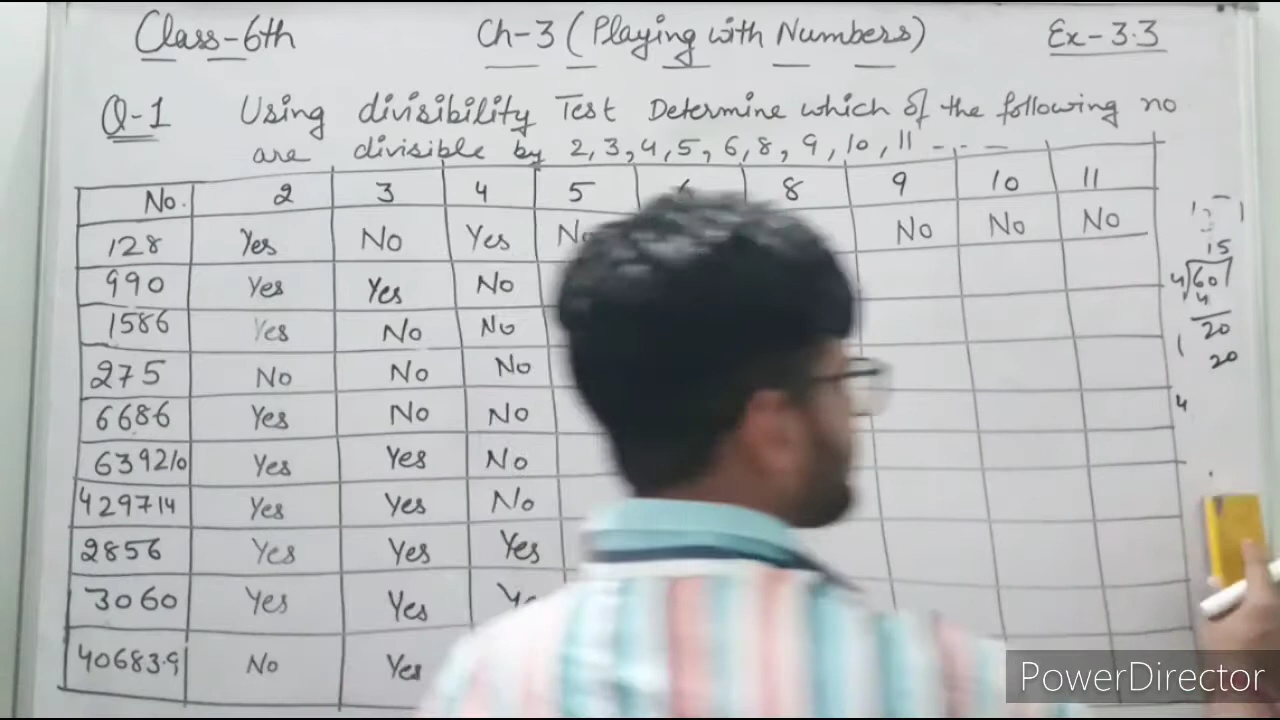 Class-6th Ch-3 (Playing with Numbers) Ex-3.3
Q-1 Using divisibility Test Determine which of the following no
are divisible by 2, 3, 4, 5, 6, 8, 9, 10, 11 - - -
No. 2 3 4 5 8 9 10 11
128 Yes No Yes No No No No
990 Yes Yes No
1586 Yes No No
275 No No No
6686 Yes No No
639210 Yes Yes No
429714 Yes Yes No
2856 Yes Yes Yes
3060 Yes Yes
406839 No Yes
15
4 60
4
20
20
4
PowerDirector